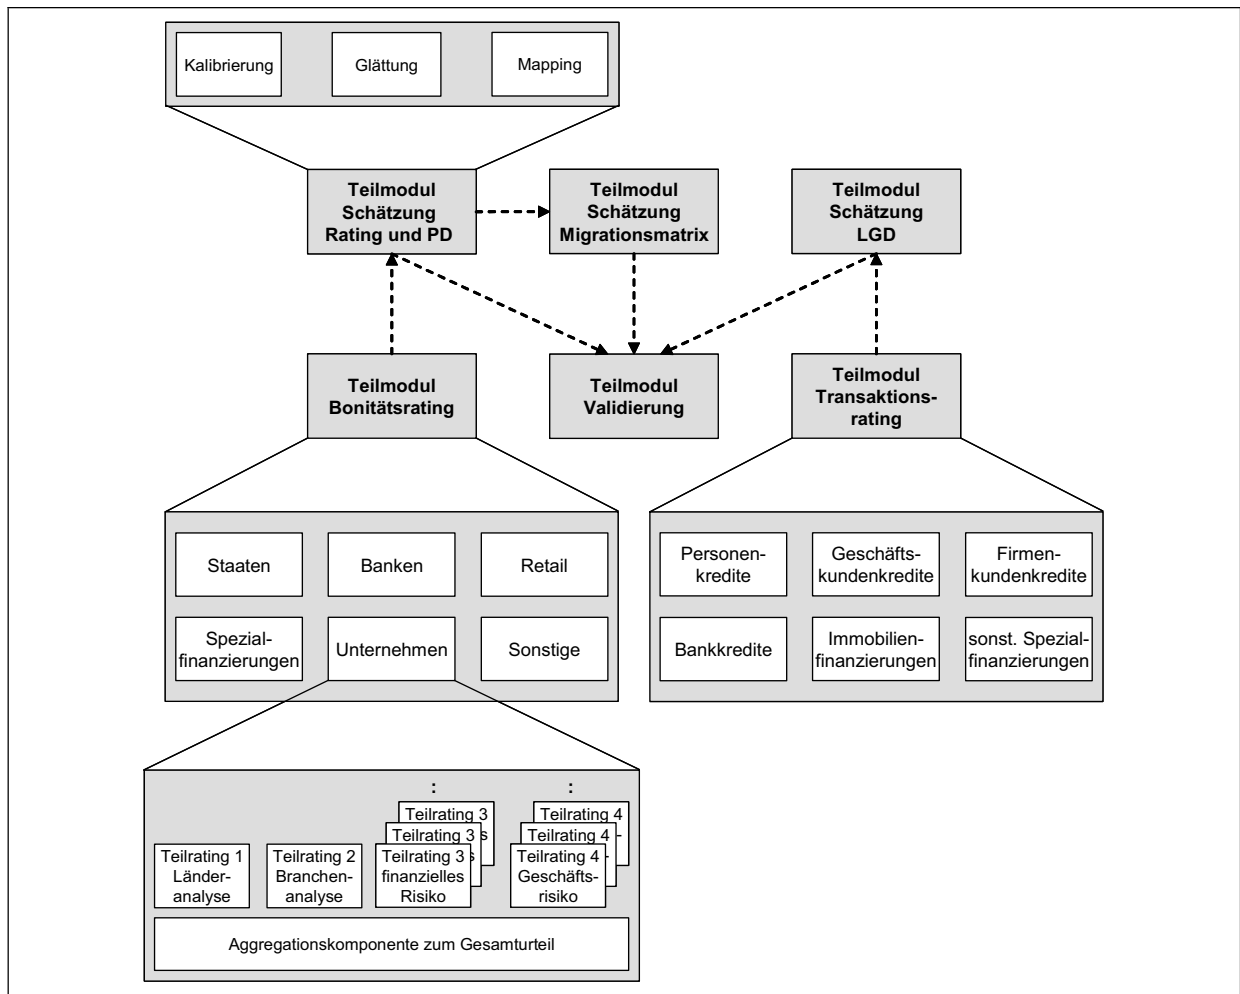 Kalibrierung
Glättung
Mapping
Teilmodul
Schätzung
Rating und PD
Teilmodul
Schätzung
Migrationsmatrix
Teilmodul
Schätzung
LGD
Teilmodul
Bonitätsrating
Teilmodul
Validierung
Teilmodul
Transaktions-
rating
Staaten
Banken
Retail
Spezial-
finanzierungen
Unternehmen
Sonstige
Personen-
kredite
Geschäfts-
kundenkredite
Firmen-
kundenkredite
Bankkredite
Immobilien-
finanzierungen
sonst. Spezial-
finanzierungen
:
:
Teilrating 3
Teilrating 3
Teilrating 4
Teilrating 4
Teilrating 1
Länder-
analyse
Teilrating 2
Branchen-
analyse
Teilrating 3
finanzielles
Risiko
Teilrating 4
Geschäfts-
risiko
Aggregationskomponente zum Gesamturteil